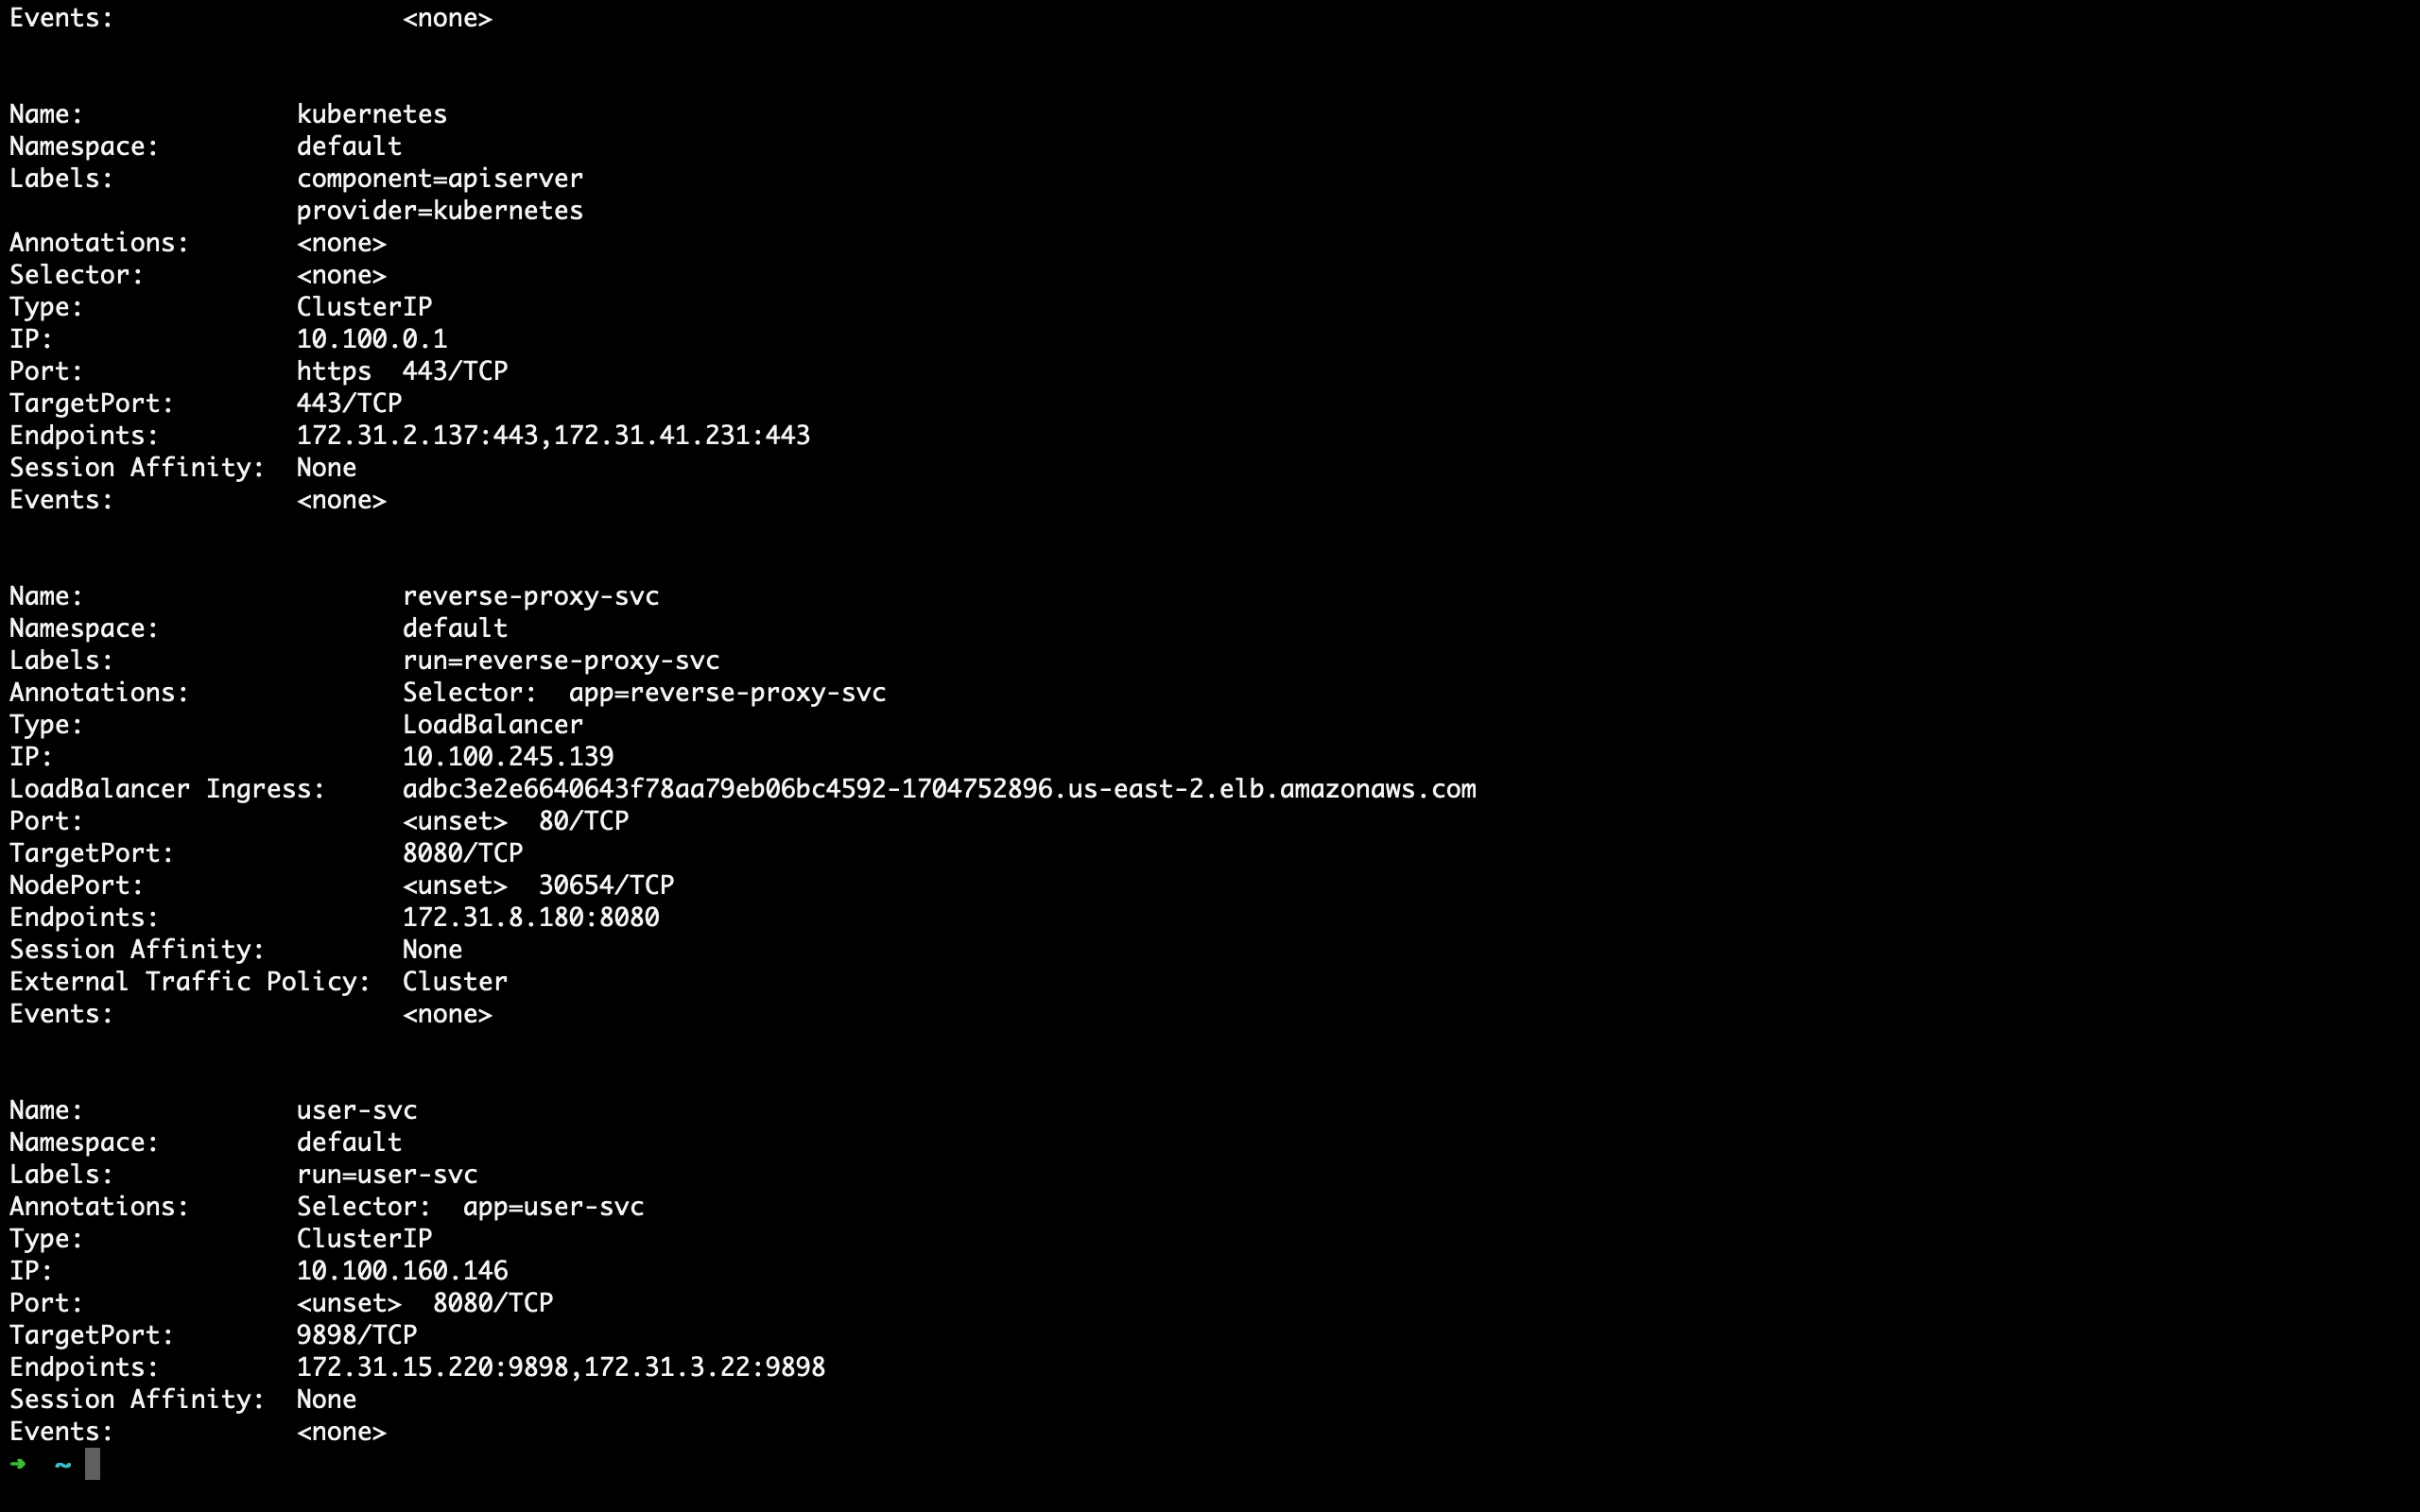 Events:                   <none>


Name:              kubernetes
Namespace:         default
Labels:            component=apiserver
                   provider=kubernetes
Annotations:       <none>
Selector:          <none>
Type:              ClusterIP
IP:                10.100.0.1
Port:              https  443/TCP
TargetPort:        443/TCP
Endpoints:         172.31.2.137:443,172.31.41.231:443
Session Affinity:  None
Events:            <none>


Name:                     reverse-proxy-svc
Namespace:                default
Labels:                   run=reverse-proxy-svc
Annotations:              Selector:  app=reverse-proxy-svc
Type:                     LoadBalancer
IP:                       10.100.245.139
LoadBalancer Ingress:     adbc3e2e6640643f78aa79eb06bc4592-1704752896.us-east-2.elb.amazonaws.com
Port:                     <unset>  80/TCP
TargetPort:               8080/TCP
NodePort:                 <unset>  30654/TCP
Endpoints:                172.31.8.180:8080
Session Affinity:         None
External Traffic Policy:  Cluster
Events:                   <none>


Name:              user-svc
Namespace:         default
Labels:            run=user-svc
Annotations:       Selector:  app=user-svc
Type:              ClusterIP
IP:                10.100.160.146
Port:              <unset>  8080/TCP
TargetPort:        9898/TCP
Endpoints:         172.31.15.220:9898,172.31.3.22:9898
Session Affinity:  None
Events:            <none>
➜  ~